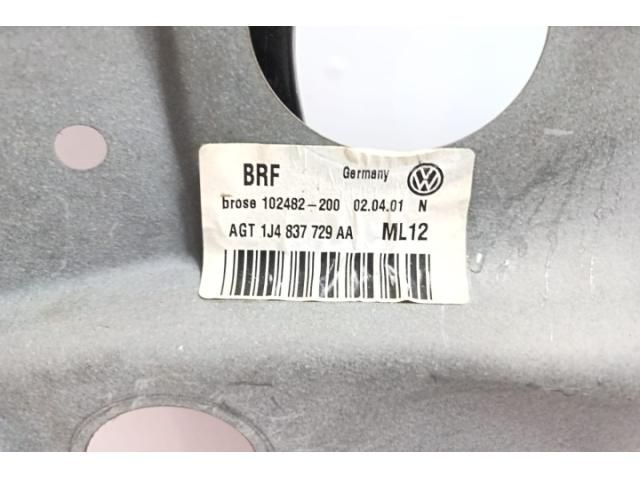 BRF Germany
brose 102482-200 02.04.01 N
AGT 1J4 837 729 AA ML12